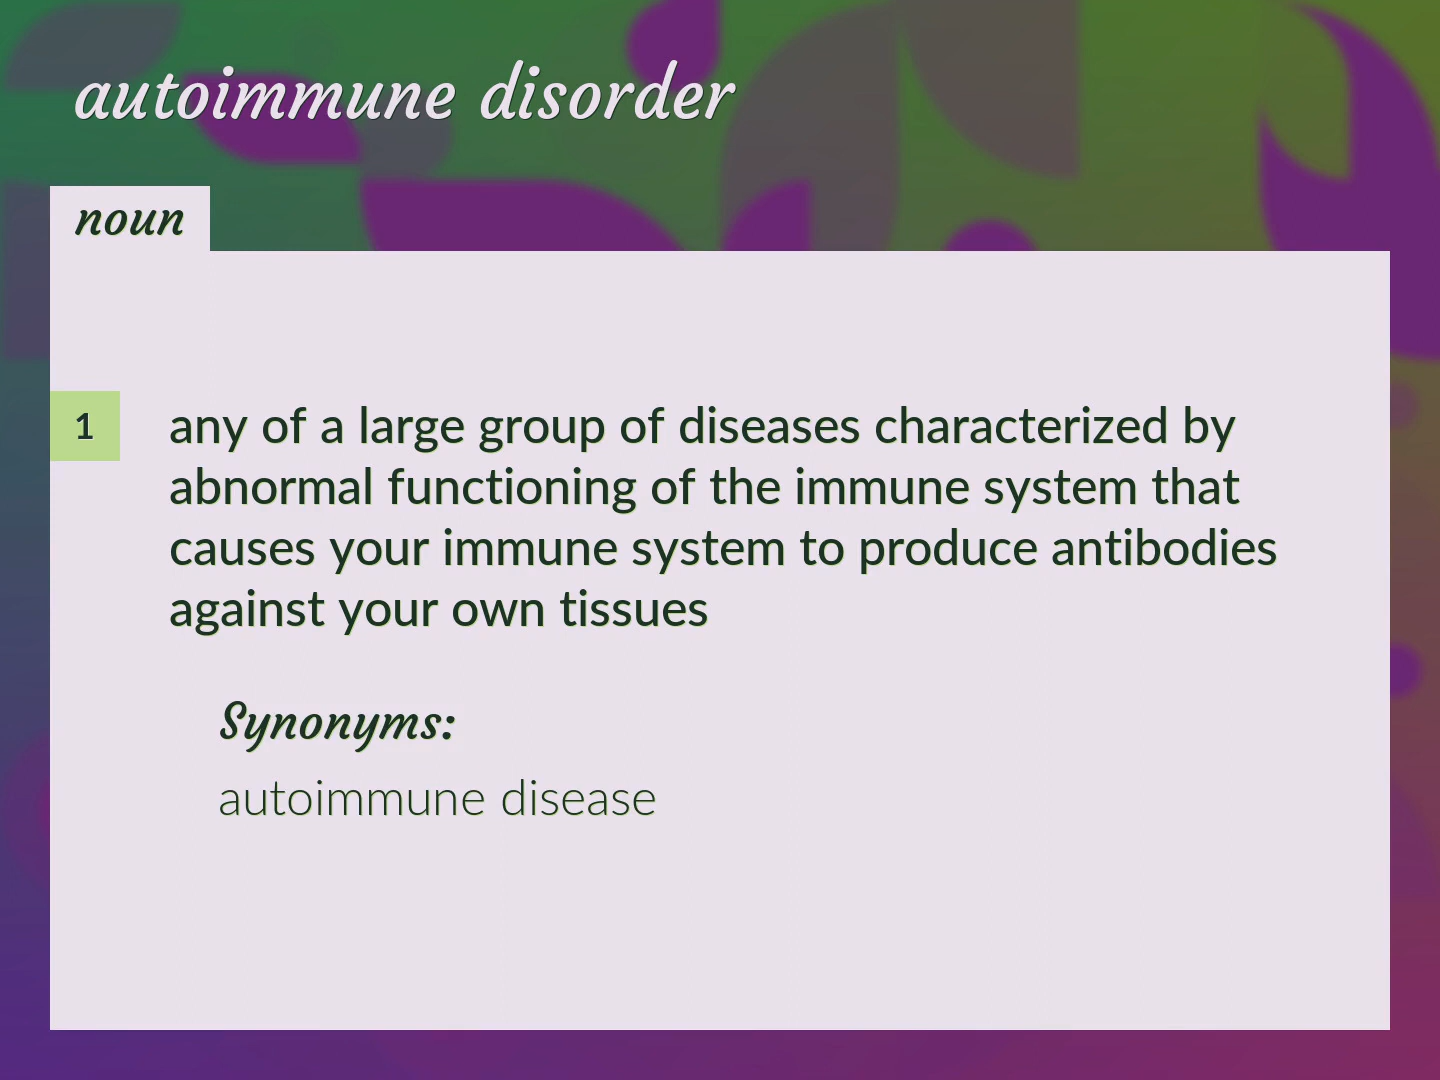 autoimmune disorder
noun
1
any of a large group of diseases characterized by
abnormal functioning of the immune system that
causes your immune system to produce antibodies
against your own tissues
Synonyms:
autoimmune disease